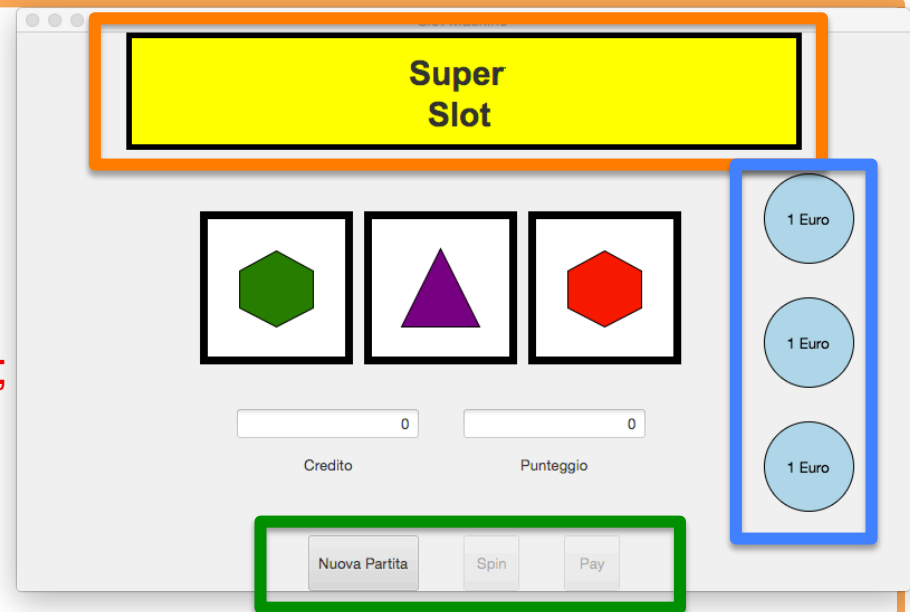 Super
Slot
1 Euro
1 Euro
0
0
Credito
Punteggio
1 Euro
Nuova Partita
Spin
Pay